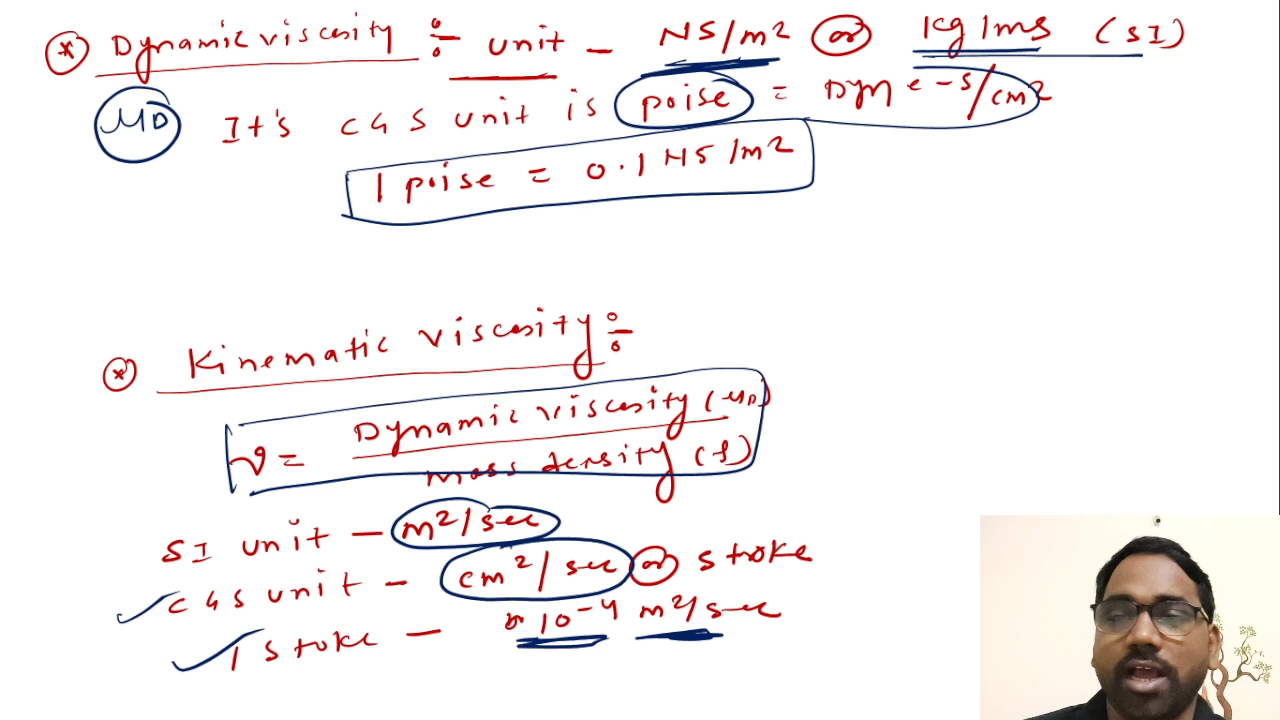 * Dynamic viscosity ÷ unit - NS/m2 or kg/ms (SI)
μD It's CGS unit is poise = Dyne-s/cm2
1 poise = 0.1 NS/m2
* Kinematic viscosity ÷
ν = Dynamic viscosity (μD)
mass density (ρ)
SI unit - m2/sec
CGS unit - cm2/sec or stroke
1 stoke - 10-4 m2/sec